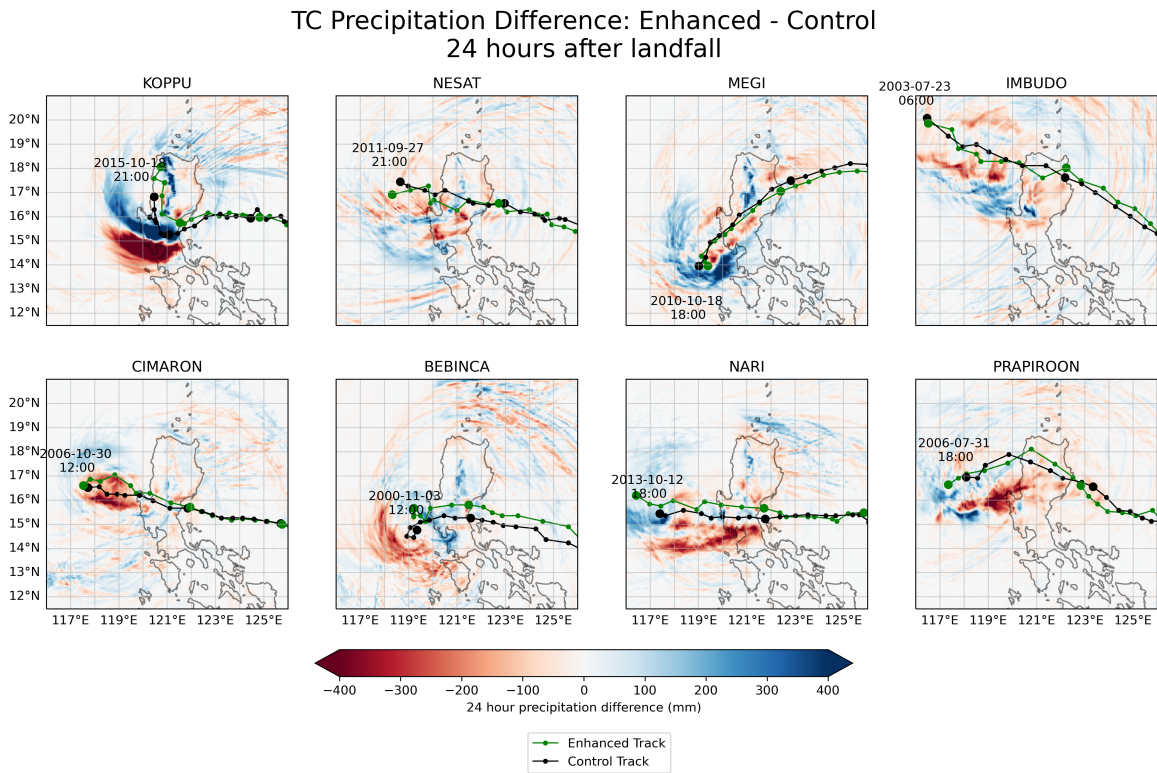 TC Precipitation Difference: Enhanced - Control
24 hours after landfall
KOPPU
NESAT
MEGI
IMBUDO
20°N
19°N
18°N
17°N
16°N
15°N
14°N
13°N
12°N
2015-10-18
21:00
2011-09-27
21:00
2010-10-18
18:00
2003-07-23
06:00
CIMARON
BEBINCA
NARI
PRAPIROON
20°N
19°N
18°N
17°N
16°N
15°N
14°N
13°N
12°N
2006-10-30
12:00
2000-11-03
12:00
2013-10-12
18:00
2006-07-31
18:00
117°E 119°E 121°E 123°E 125°E
117°E 119°E 121°E 123°E 125°E
117°E 119°E 121°E 123°E 125°E
117°E 119°E 121°E 123°E 125°E
−400 −300 −200 −100 0 100 200 300 400
24 hour precipitation difference (mm)
Enhanced Track
Control Track